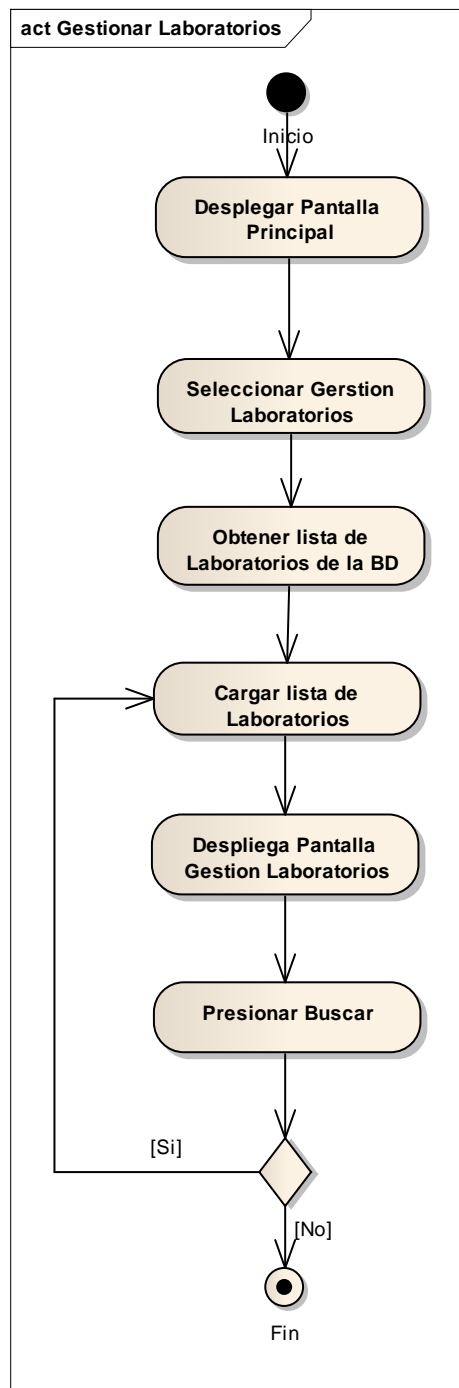 act Gestionar Laboratorios
Inicio
Desplegar Pantalla
Principal
Seleccionar Gerstion
Laboratorios
Obtener lista de
Laboratorios de la BD
Cargar lista de
Laboratorios
Despliega Pantalla
Gestion Laboratorios
Presionar Buscar
[Si]
[No]
Fin